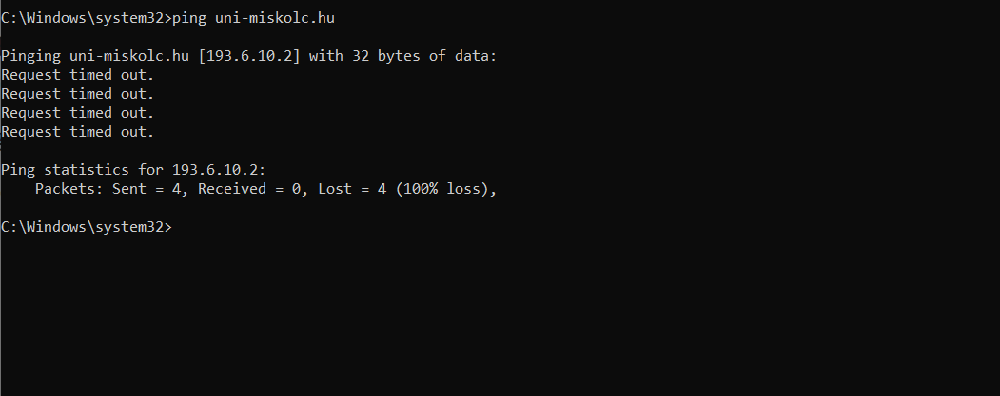 C:\Windows\system32>ping uni-miskolc.hu
Pinging uni-miskolc.hu [193.6.10.2] with 32 bytes of data:
Request timed out.
Request timed out.
Request timed out.
Request timed out.
Ping statistics for 193.6.10.2:
    Packets: Sent = 4, Received = 0, Lost = 4 (100% loss),
C:\Windows\system32>